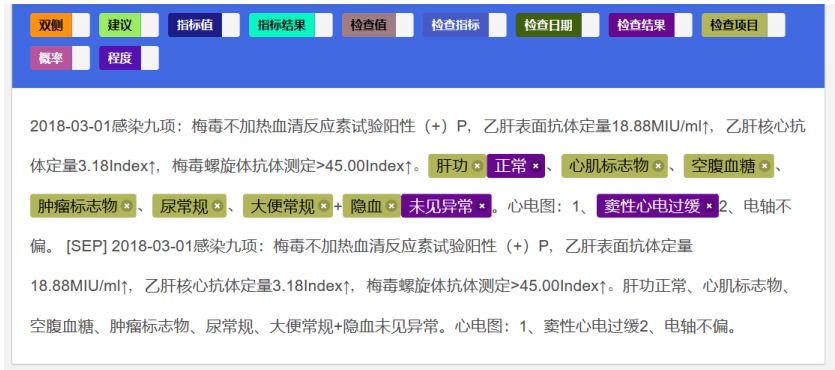 双侧 建议 指标值 指标结果 检查值 检查指标 检查日期 检查结果 检查项目
概率 程度
2018-03-01感染九项：梅毒不加热血清反应素试验阳性（+）P，乙肝表面抗体定量18.88MIU/ml↑，乙肝核心抗
体定量3.18Index↑，梅毒螺旋体抗体测定>45.00Index↑。肝功×正常×、心肌标志物×、空腹血糖×、
肿瘤标志物×、尿常规×、大便常规×+隐血×未见异常×。心电图：1、窦性心电过缓×2、电轴不
偏。 [SEP] 2018-03-01感染九项：梅毒不加热血清反应素试验阳性（+）P，乙肝表面抗体定量
18.88MIU/ml↑，乙肝核心抗体定量3.18Index↑，梅毒螺旋体抗体测定>45.00Index↑。肝功正常、心肌标志物、
空腹血糖、肿瘤标志物、尿常规、大便常规+隐血未见异常。心电图：1、窦性心电过缓2、电轴不偏。